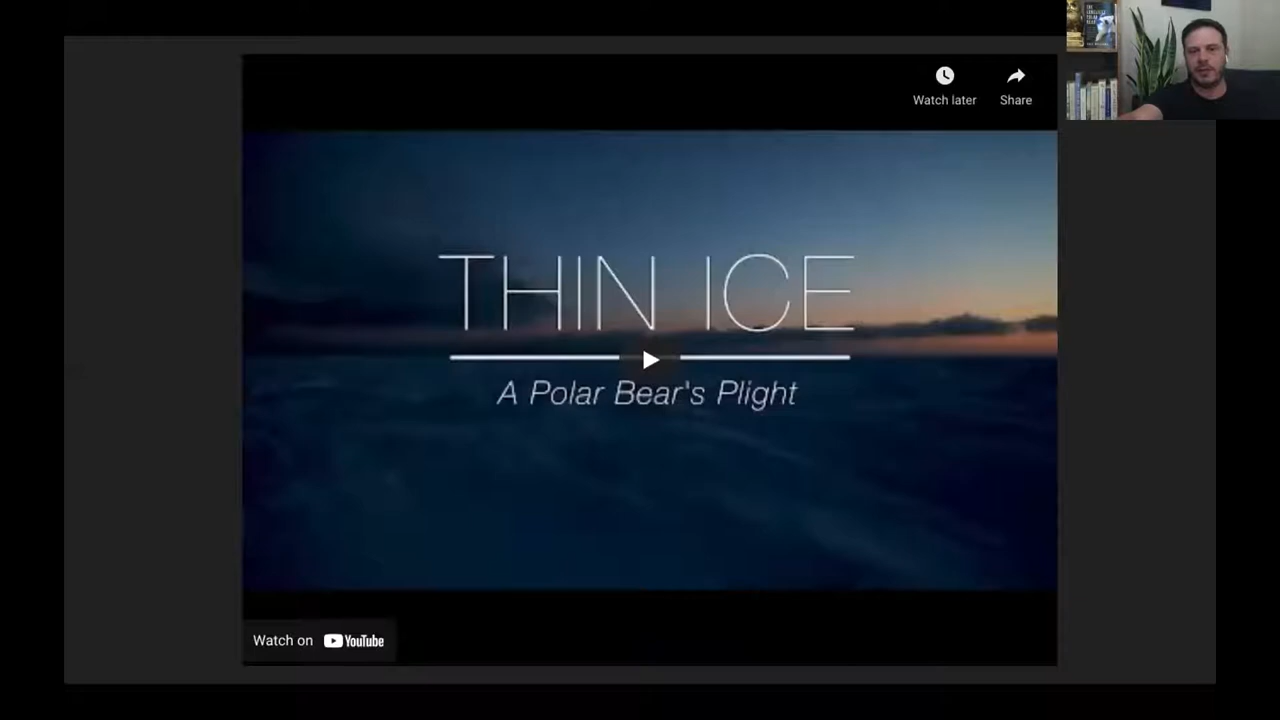 Watch later
Share
THIN ICE
A Polar Bear's Plight
Watch on YouTube